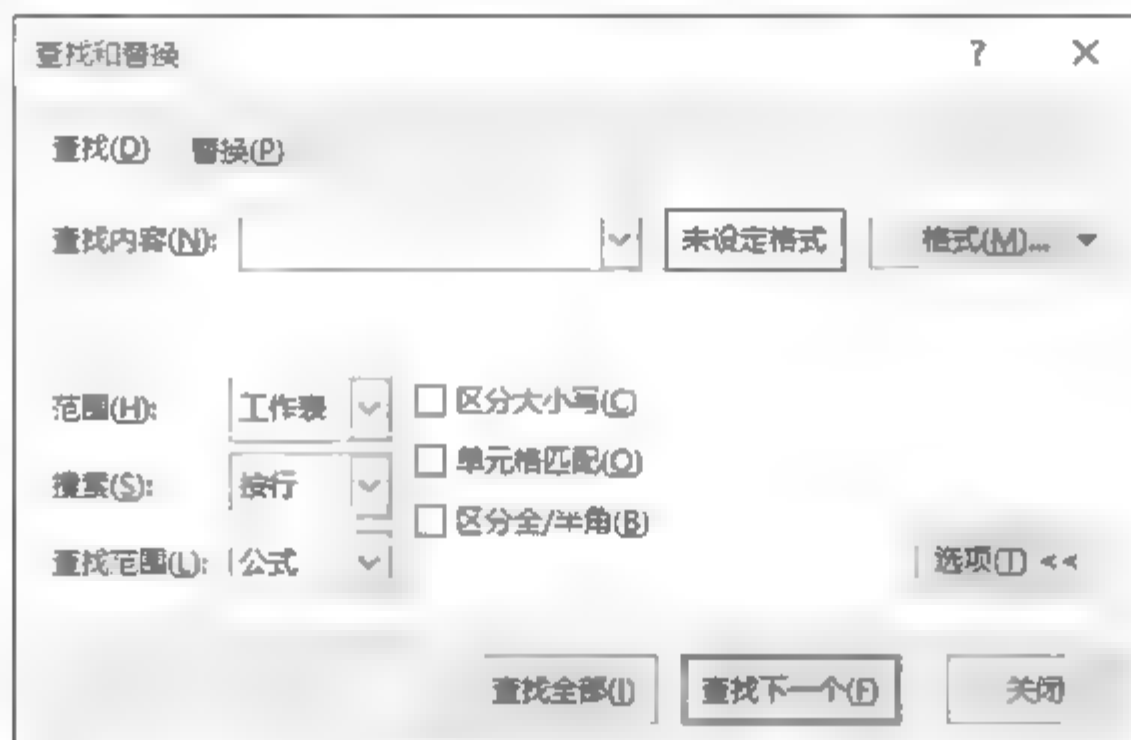 查找和替换 ? ×
查找(D) 替换(P)
查找内容(N): 未设定格式 格式(M)...
范围(H): 工作表 区分大小写(C)
单元格匹配(O)
搜索(S): 按行
区分全/半角(B)
查找范围(L): 公式 选项(T) <<
查找全部(I) 查找下一个(F) 关闭